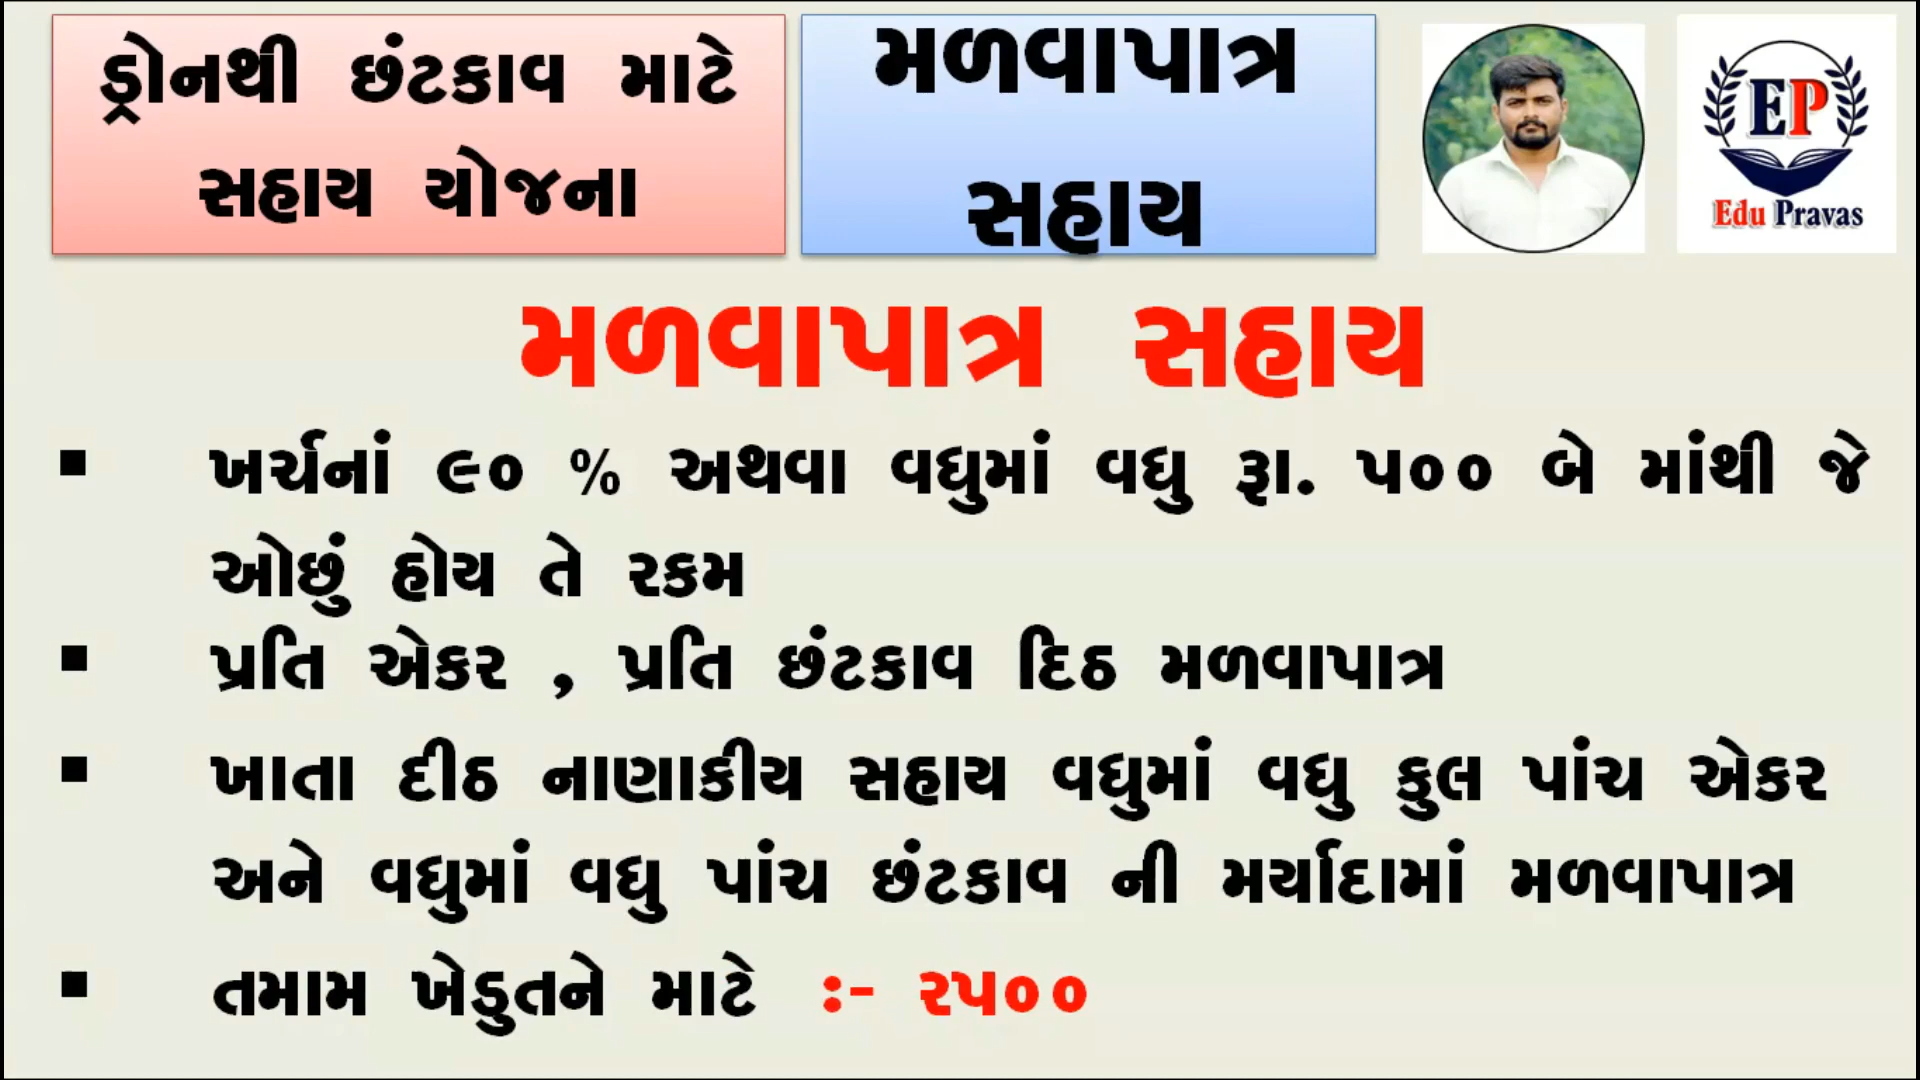 ડ્રોનથી છંટકાવ માટે
સહાય યોજના
મળવાપાત્ર
સહાય
EP
Edu Pravas
મળવાપાત્ર સહાય
▪ ખર્ચનાં ૯૦ % અથવા વધુમાં વધુ રૂા. ૫૦૦ બે માંથી જે
ઓછું હોય તે રકમ
▪ પ્રતિ એકર , પ્રતિ છંટકાવ દિઠ મળવાપાત્ર
▪ ખાતા દીઠ નાણાકીય સહાય વધુમાં વધુ કુલ પાંચ એકર
અને વધુમાં વધુ પાંચ છંટકાવ ની મર્યાદામાં મળવાપાત્ર
▪ તમામ ખેડુતને માટે :- ૨૫૦૦